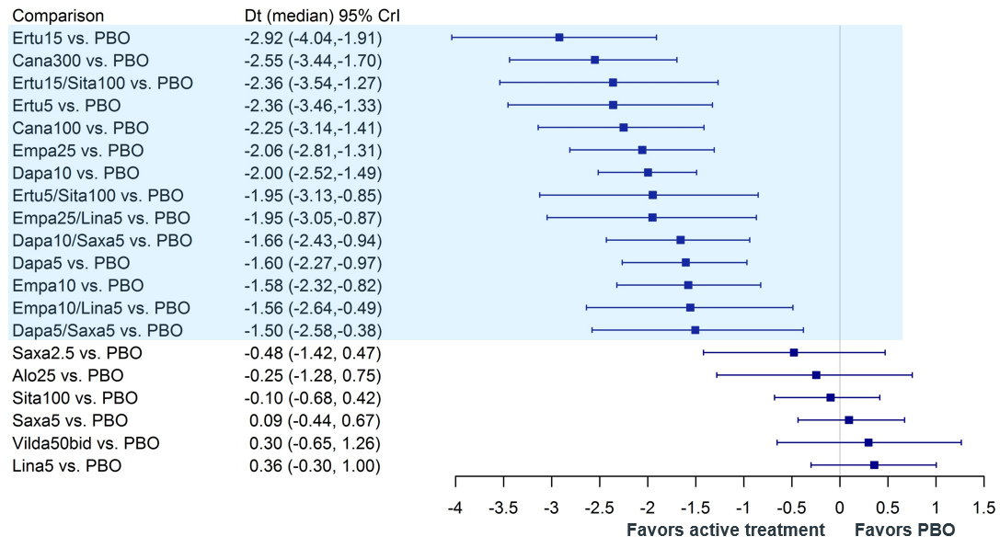 Comparison Dt (median) 95% CrI
Ertu15 vs. PBO -2.92 (-4.04,-1.91)
Cana300 vs. PBO -2.55 (-3.44,-1.70)
Ertu15/Sita100 vs. PBO -2.36 (-3.54,-1.27)
Ertu5 vs. PBO -2.36 (-3.46,-1.33)
Cana100 vs. PBO -2.25 (-3.14,-1.41)
Empa25 vs. PBO -2.06 (-2.81,-1.31)
Dapa10 vs. PBO -2.00 (-2.52,-1.49)
Ertu5/Sita100 vs. PBO -1.95 (-3.13,-0.85)
Empa25/Lina5 vs. PBO -1.95 (-3.05,-0.87)
Dapa10/Saxa5 vs. PBO -1.66 (-2.43,-0.94)
Dapa5 vs. PBO -1.60 (-2.27,-0.97)
Empa10 vs. PBO -1.58 (-2.32,-0.82)
Empa10/Lina5 vs. PBO -1.56 (-2.64,-0.49)
Dapa5/Saxa5 vs. PBO -1.50 (-2.58,-0.38)
Saxa2.5 vs. PBO -0.48 (-1.42, 0.47)
Alo25 vs. PBO -0.25 (-1.28, 0.75)
Sita100 vs. PBO -0.10 (-0.68, 0.42)
Saxa5 vs. PBO 0.09 (-0.44, 0.67)
Vilda50bid vs. PBO 0.30 (-0.65, 1.26)
Lina5 vs. PBO 0.36 (-0.30, 1.00)
-4 -3.5 -3 -2.5 -2 -1.5 -1 -0.5 0 0.5 1 1.5
Favors active treatment Favors PBO